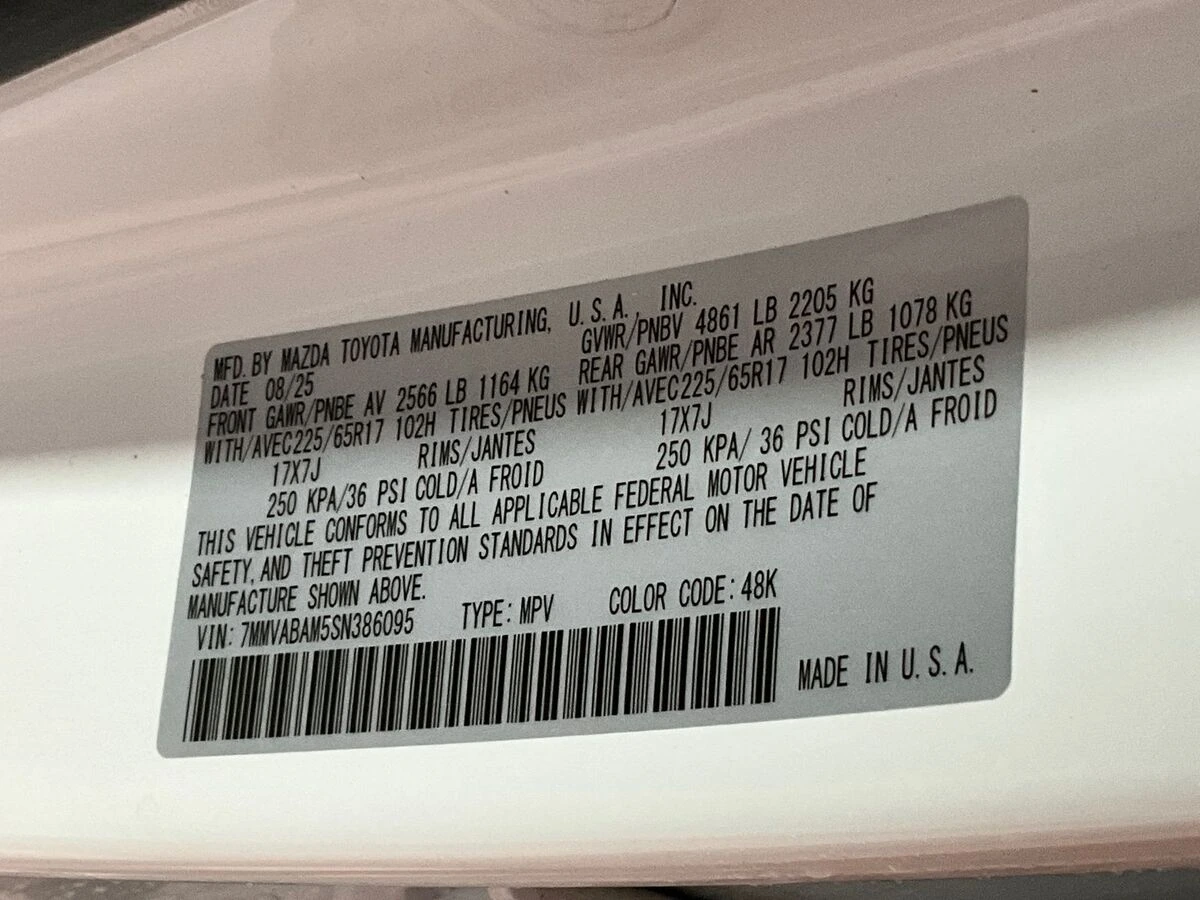 MFD. BY MAZDA TOYOTA MANUFACTURING, U.S.A., INC.
DATE 08/25 GVWR/PNBV 4861 LB 2205 KG
FRONT GAWR/PNBE AV 2566 LB 1164 KG REAR GAWR/PNBE AR 2377 LB 1078 KG
WITH/AVEC225/65R17 102H TIRES/PNEUS WITH/AVEC225/65R17 102H TIRES/PNEUS
17X7J RIMS/JANTES 17X7J RIMS/JANTES
250 KPA/36 PSI COLD/A FROID 250 KPA/ 36 PSI COLD/A FROID
THIS VEHICLE CONFORMS TO ALL APPLICABLE FEDERAL MOTOR VEHICLE
SAFETY, AND THEFT PREVENTION STANDARDS IN EFFECT ON THE DATE OF
MANUFACTURE SHOWN ABOVE.
VIN: 7MMVABAM5SN386095 TYPE: MPV COLOR CODE: 48K
MADE IN U.S.A.